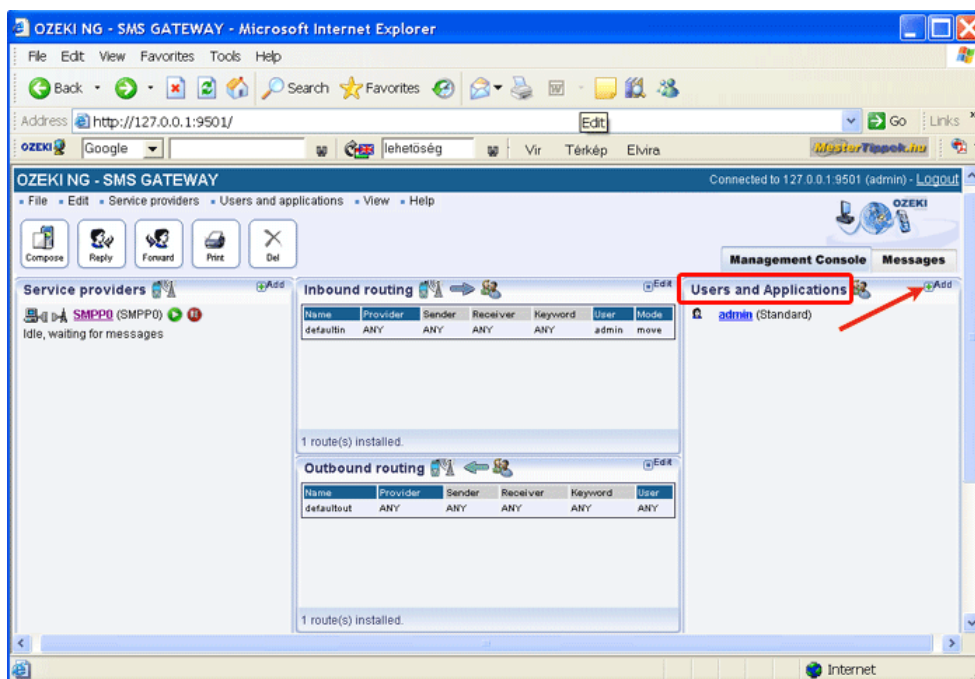 OZEKI NG - SMS GATEWAY - Microsoft Internet Explorer
File Edit View Favorites Tools Help
Back Search Favorites
Address http://127.0.0.1:9501/ Edit Go Links
OZEKI Google lehetöség Vir Térkép Elvira MesterTippek.hu
OZEKI NG - SMS GATEWAY Connected to 127.0.0.1:9501 (admin) - Logout
File Edit Service providers Users and applications View Help
OZEKI
Compose Reply Forward Print Del
Management Console Messages
Service providers Add
SMPP0 (SMPP0)
Idle, waiting for messages
Inbound routing Edit
Name Provider Sender Receiver Keyword User Mode
defaultin ANY ANY ANY ANY admin move
1 route(s) installed.
Outbound routing Edit
Name Provider Sender Receiver Keyword User
defaultout ANY ANY ANY ANY ANY
1 route(s) installed.
Users and Applications Add
admin (Standard)
Internet